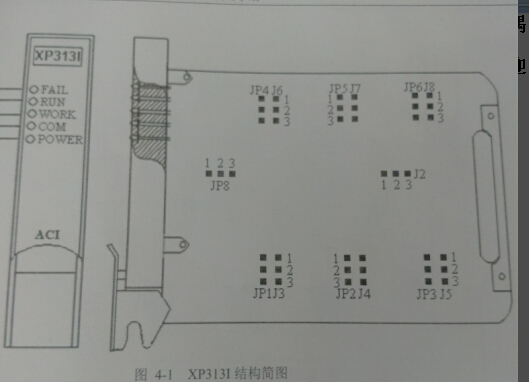 XP313I
FAIL
RUN
WORK
COM
POWER
ACI
JP4 J6
1
2
3
JP5 J7
1
2
3
JP6 J8
1
2
3
1 2 3
JP8
J2
1 2 3
1
2
3
JP1 J3
1
2
3
JP2 J4
1
2
3
JP3 J5
图 4-1 XP313I 结构简图